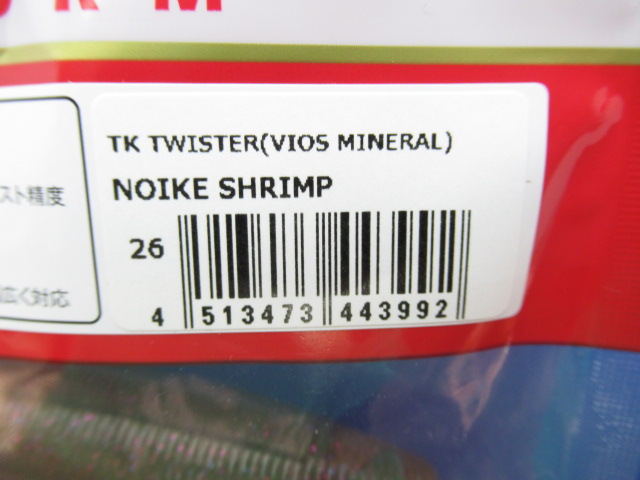 R M
スト精度
TK TWISTER(VIOS MINERAL)
NOIKE SHRIMP
26
広く対応
4 513473 443992